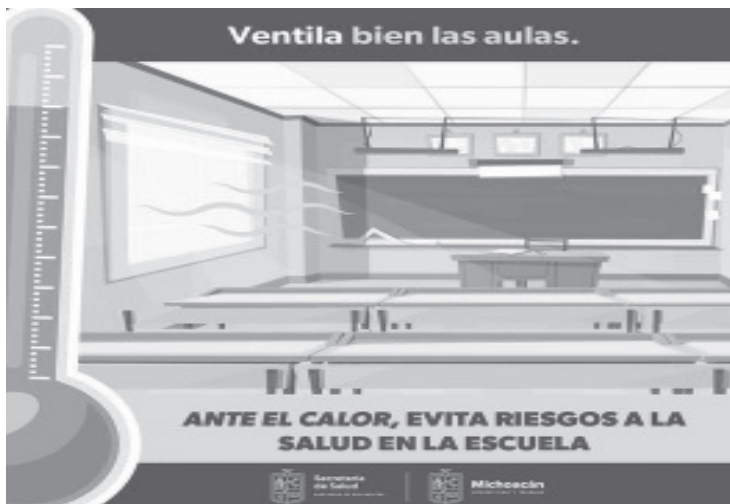 Ventila bien las aulas.
ANTE EL CALOR, EVITA RIESGOS A LA
SALUD EN LA ESCUELA
Secretaría
de Salud
Michoacán